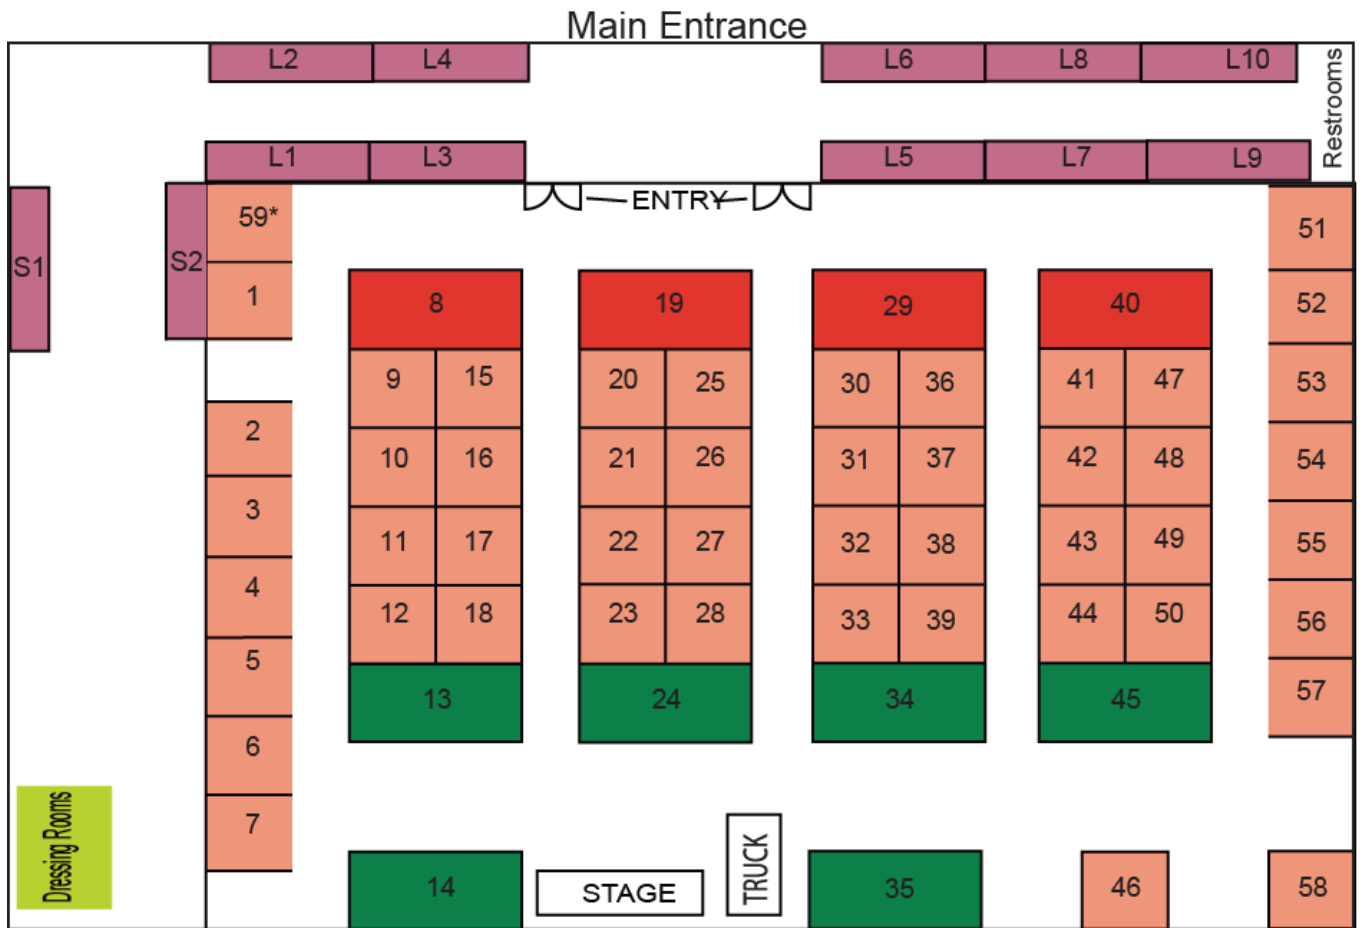 Main Entrance
L2 L4 L6 L8 L10
Restrooms
L1 L3 L5 L7 L9
ENTRY
59* 51
S1 S2
1 8 19 29 40 52
9 15 20 25 30 36 41 47 53
2
10 16 21 26 31 37 42 48 54
3
11 17 22 27 32 38 43 49 55
4
12 18 23 28 33 39 44 50 56
5
13 24 34 45 57
6
7
Dressing Rooms
14 STAGE TRUCK 35 46 58